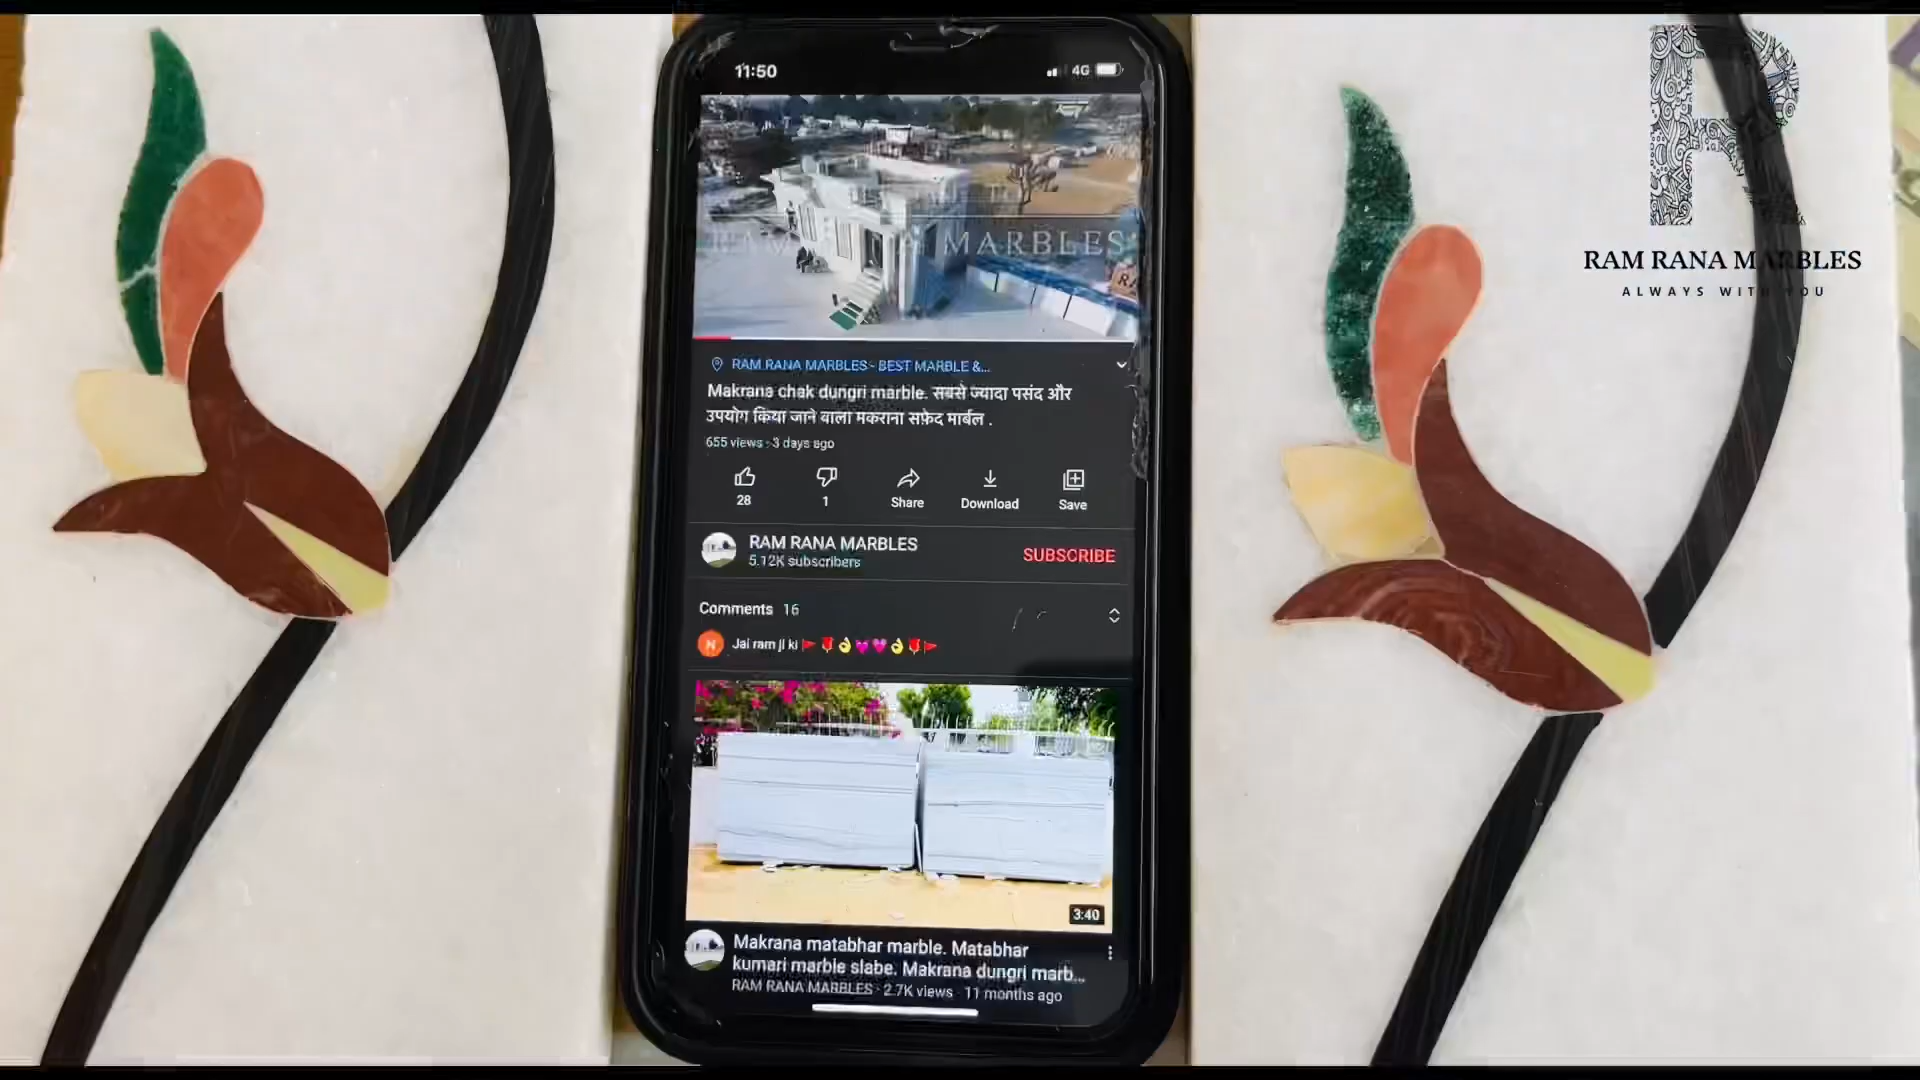 11:50
4G
MARBLES
RAM RANA MARBLES - BEST MARBLE &...
Makrana chak dungri marble. सबसे ज्यादा पसंद और
उपयोग किया जाने वाला मकराना सफ़ेद मार्बल .
655 views · 3 days ago
28
1
Share
Download
Save
RAM RANA MARBLES
5.12K subscribers
SUBSCRIBE
Comments 16
N
Jai ram ji ki 🚩🌹👌💓💓👌🌹🚩
3:40
Makrana matabhar marble. Matabhar
kumari marble slabe. Makrana dungri marb...
RAM RANA MARBLES · 2.7K views · 11 months ago
R
RAM RANA MARBLES
ALWAYS WITH YOU